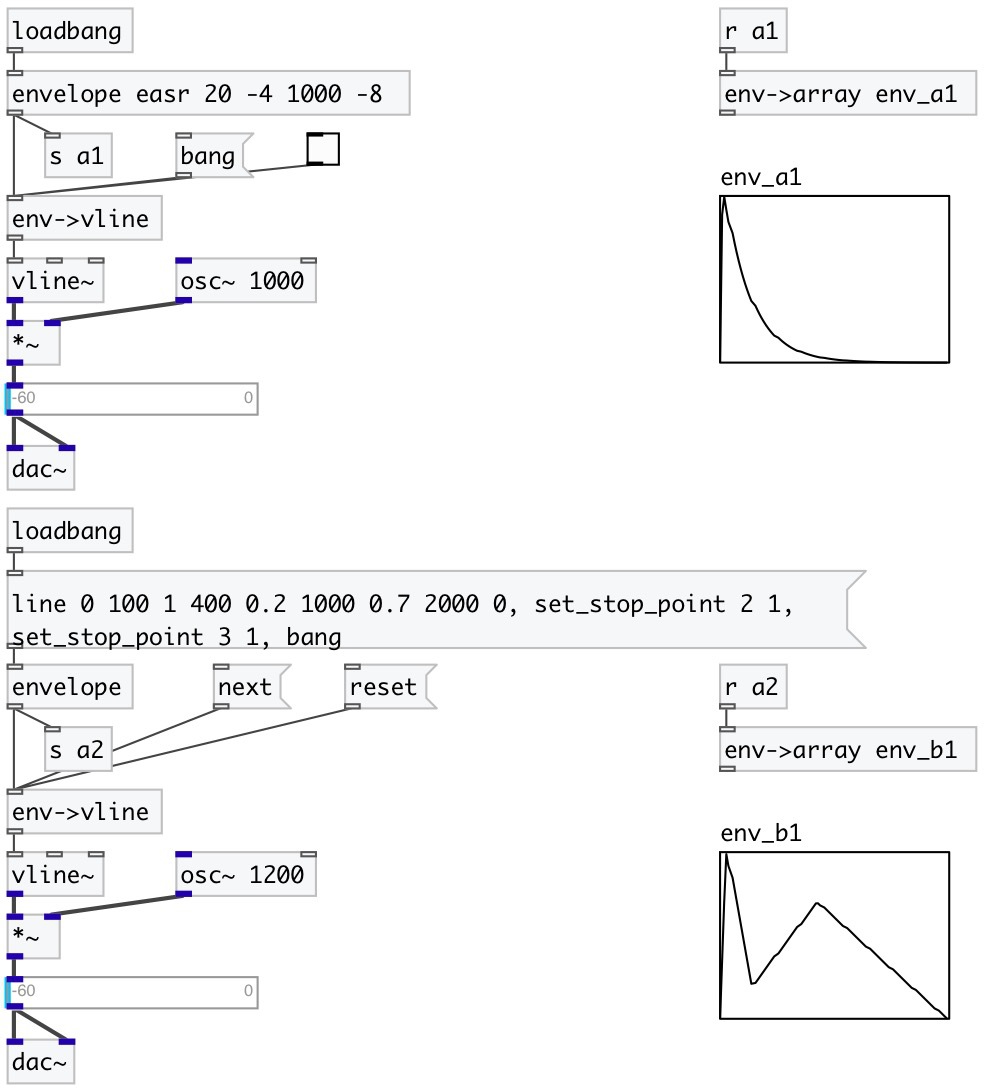 loadbang
r a1
envelope easr 20 -4 1000 -8
env->array env_a1
s a1
bang
env_a1
env->vline
vline~
osc~ 1000
*~
-60
0
dac~
loadbang
line 0 100 1 400 0.2 1000 0.7 2000 0, set_stop_point 2 1,
set_stop_point 3 1, bang
envelope
next
reset
r a2
s a2
env->array env_b1
env->vline
env_b1
vline~
osc~ 1200
*~
-60
0
dac~